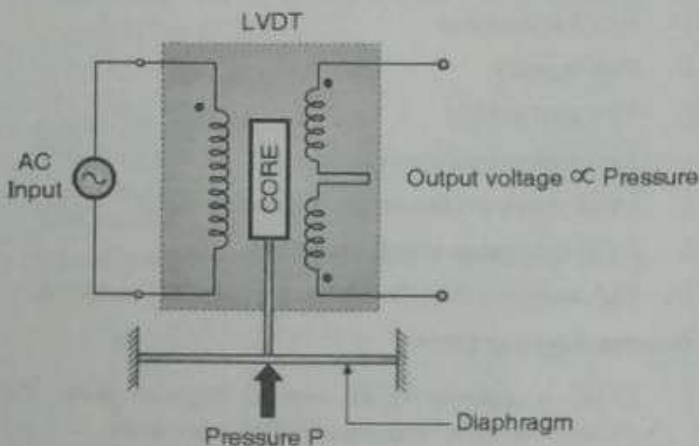 LVDT
AC
Input
CORE
Output voltage ∝ Pressure
Diaphragm
Pressure P